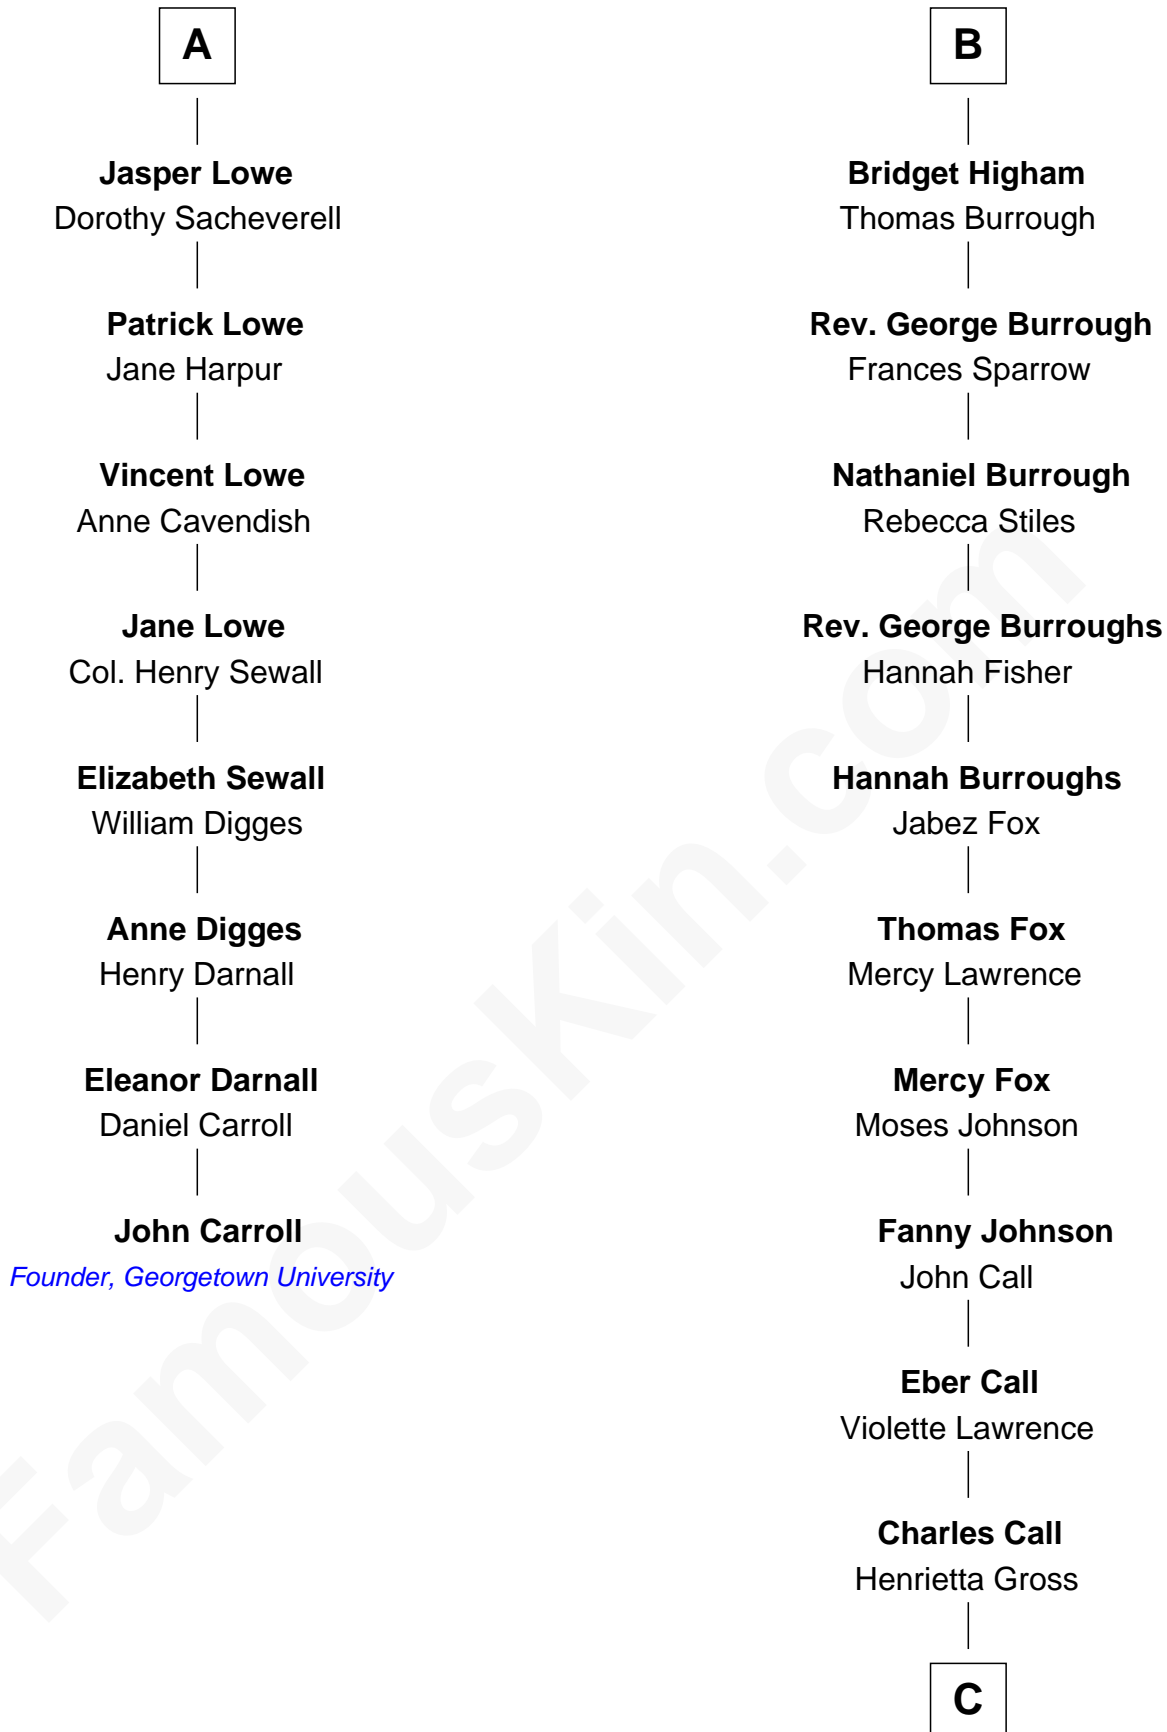 A
Jasper Lowe
Dorothy Sacheverell
Patrick Lowe
Jane Harpur
Vincent Lowe
Anne Cavendish
Jane Lowe
Col. Henry Sewall
Elizabeth Sewall
William Digges
Anne Digges
Henry Darnall
Eleanor Darnall
Daniel Carroll
John Carroll
Founder, Georgetown University
B
Bridget Higham
Thomas Burrough
Rev. George Burrough
Frances Sparrow
Nathaniel Burrough
Rebecca Stiles
Rev. George Burroughs
Hannah Fisher
Hannah Burroughs
Jabez Fox
Thomas Fox
Mercy Lawrence
Mercy Fox
Moses Johnson
Fanny Johnson
John Call
Eber Call
Violette Lawrence
Charles Call
Henrietta Gross
C
FamousKin.com